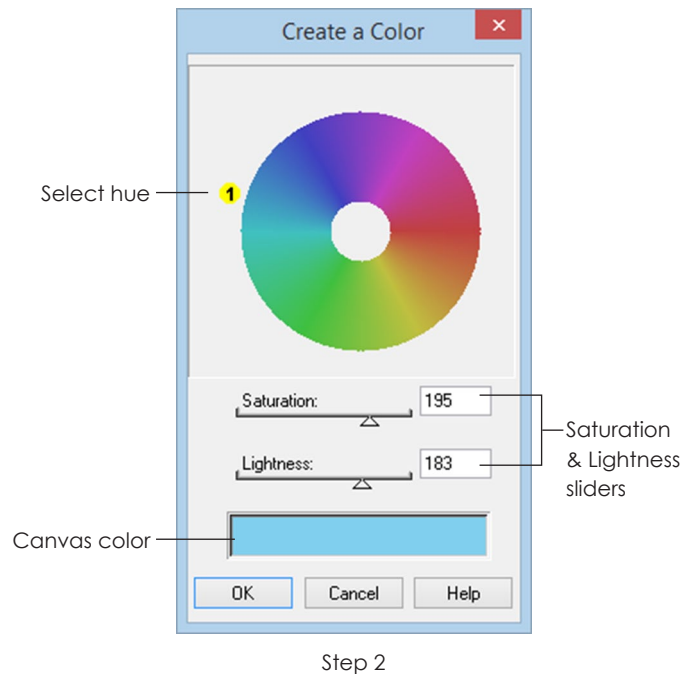 Create a Color
Select hue
1
Saturation:
195
Lightness:
183
Saturation
& Lightness
sliders
Canvas color
OK
Cancel
Help
Step 2